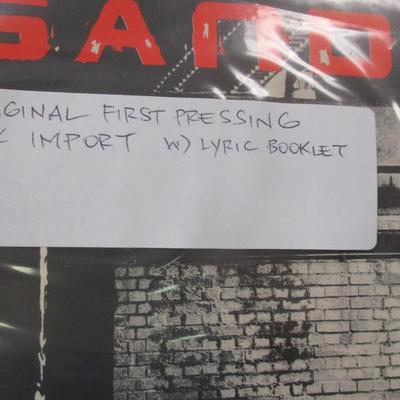 SAND
GINAL FIRST PRESSING
IMPORT W) LYRIC BOOKLET